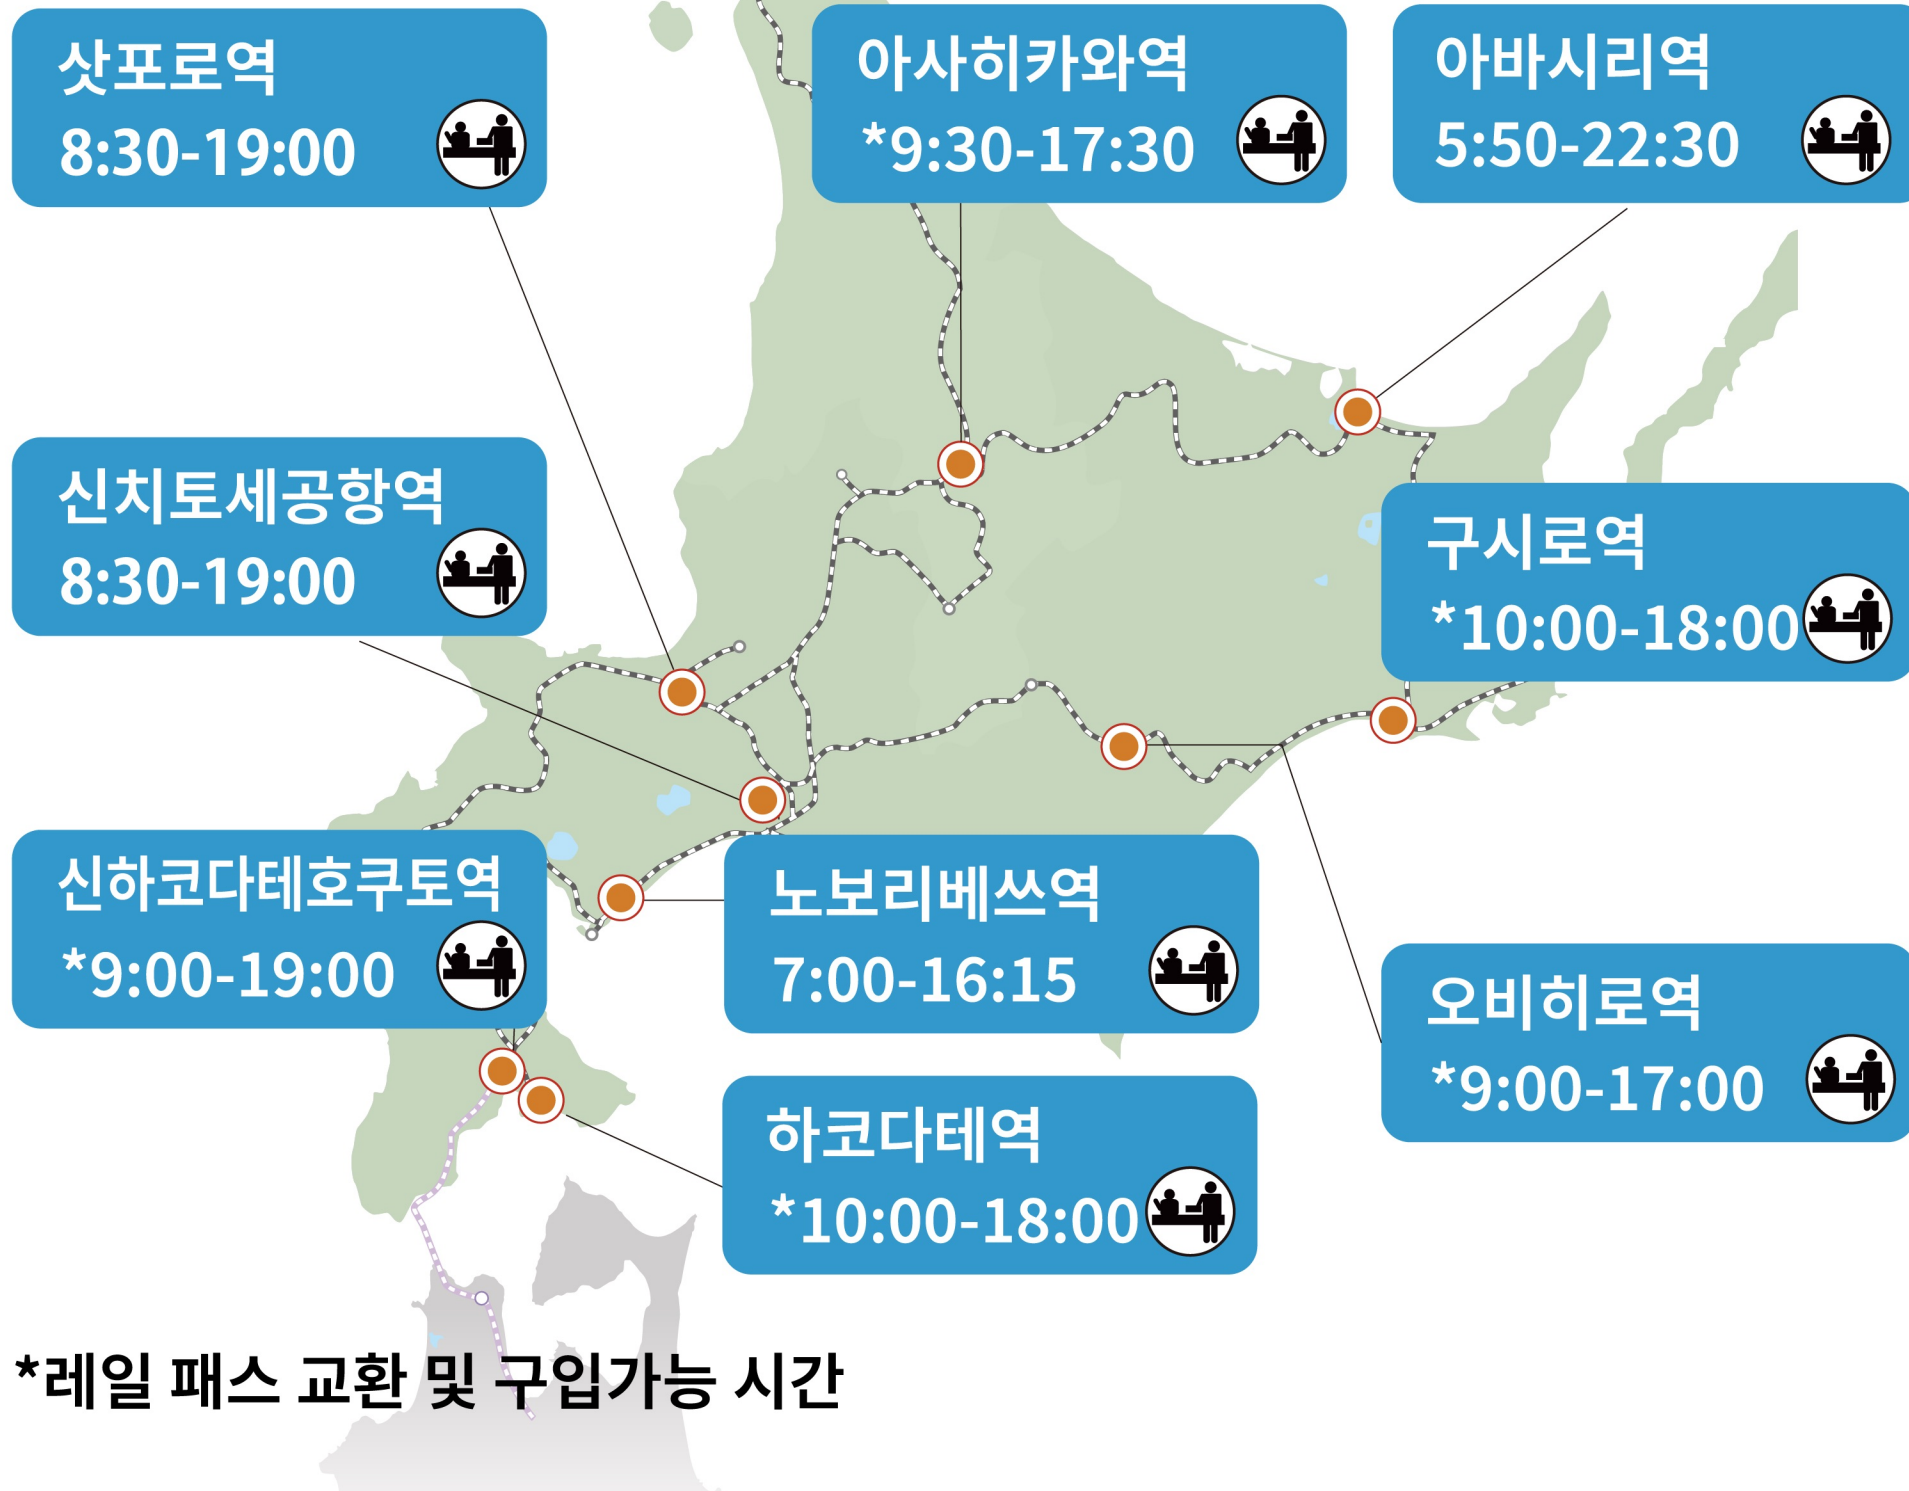 삿포로역
8:30-19:00
아사히카와역
*9:30-17:30
아바시리역
5:50-22:30
신치토세공항역
8:30-19:00
구시로역
*10:00-18:00
신하코다테호쿠토역
*9:00-19:00
노보리베쓰역
7:00-16:15
오비히로역
*9:00-17:00
하코다테역
*10:00-18:00
*레일 패스 교환 및 구입가능 시간